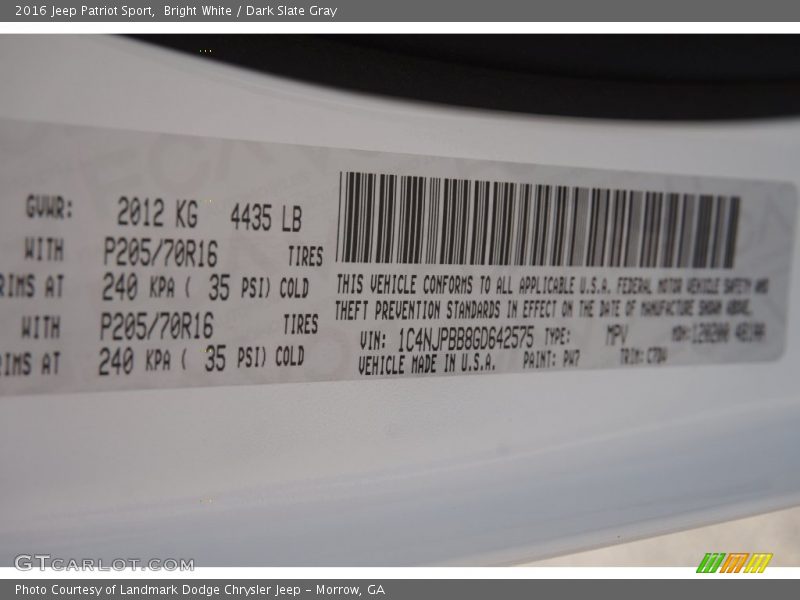 2016 Jeep Patriot Sport,  Bright White / Dark Slate Gray
GVWR: 2012 KG 4435 LB
WITH P205/70R16 TIRES
RIMS AT 240 KPA ( 35 PSI) COLD
WITH P205/70R16 TIRES
RIMS AT 240 KPA ( 35 PSI) COLD
THIS VEHICLE CONFORMS TO ALL APPLICABLE U.S.A. FEDERAL MOTOR VEHICLE SAFETY AND
THEFT PREVENTION STANDARDS IN EFFECT ON THE DATE OF MANUFACTURE SHOWN ABOVE.
VIN: 1C4NJPBB8GD642575 TYPE: MPV MDH:
VEHICLE MADE IN U.S.A. PAINT: PW7 TRIM:
GTCARLOT.COM
Photo Courtesy of Landmark Dodge Chrysler Jeep – Morrow, GA